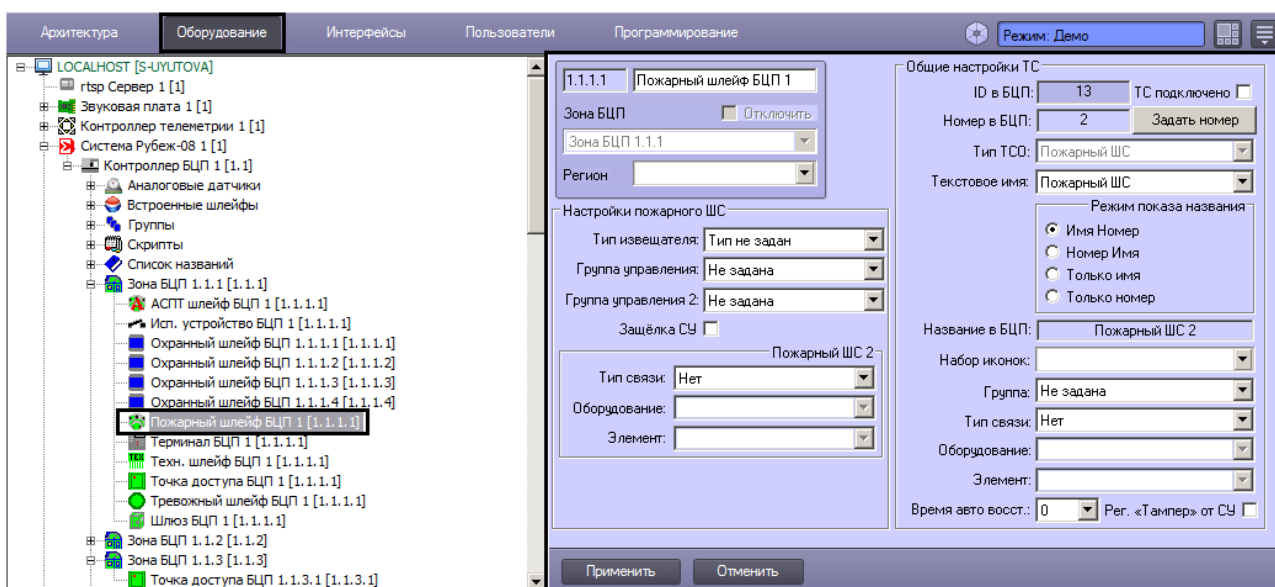 Архитектура Оборудование Интерфейсы Пользователи Программирование Режим: Демо
LOCALHOST [S-UYUTOVA]
rtsp Сервер 1 [1]
Звуковая плата 1 [1]
Контроллер телеметрии 1 [1]
Система Рубеж-08 1 [1]
Контроллер БЦП 1 [1.1]
Аналоговые датчики
Встроенные шлейфы
Группы
Скрипты
Список названий
Зона БЦП 1.1.1 [1.1.1]
АСПТ шлейф БЦП 1 [1.1.1.1]
Исп. устройство БЦП 1 [1.1.1.1]
Охранный шлейф БЦП 1.1.1.1 [1.1.1.1]
Охранный шлейф БЦП 1.1.1.2 [1.1.1.2]
Охранный шлейф БЦП 1.1.1.3 [1.1.1.3]
Охранный шлейф БЦП 1.1.1.4 [1.1.1.4]
Пожарный шлейф БЦП 1 [1.1.1.1]
Терминал БЦП 1 [1.1.1.1]
Техн. шлейф БЦП 1 [1.1.1.1]
Точка доступа БЦП 1 [1.1.1.1]
Тревожный шлейф БЦП 1 [1.1.1.1]
Шлюз БЦП 1 [1.1.1.1]
Зона БЦП 1.1.2 [1.1.2]
Зона БЦП 1.1.3 [1.1.3]
Точка доступа БЦП 1.1.3.1 [1.1.3.1]
1.1.1.1 Пожарный шлейф БЦП 1
Зона БЦП Отключить
Зона БЦП 1.1.1
Регион
Настройки пожарного ШС
Тип извещателя: Тип не задан
Группа управления: Не задана
Группа управления 2: Не задана
Защёлка СУ
Пожарный ШС 2
Тип связи: Нет
Оборудование:
Элемент:
Общие настройки ТС
ID в БЦП: 13 ТС подключено
Номер в БЦП: 2 Задать номер
Тип ТСО: Пожарный ШС
Текстовое имя: Пожарный ШС
Режим показа названия
Имя Номер
Номер Имя
Только имя
Только номер
Название в БЦП: Пожарный ШС 2
Набор иконок:
Группа: Не задана
Тип связи: Нет
Оборудование:
Элемент:
Время авто восст.: 0 Рег. «Тампер» от СУ
Применить Отменить